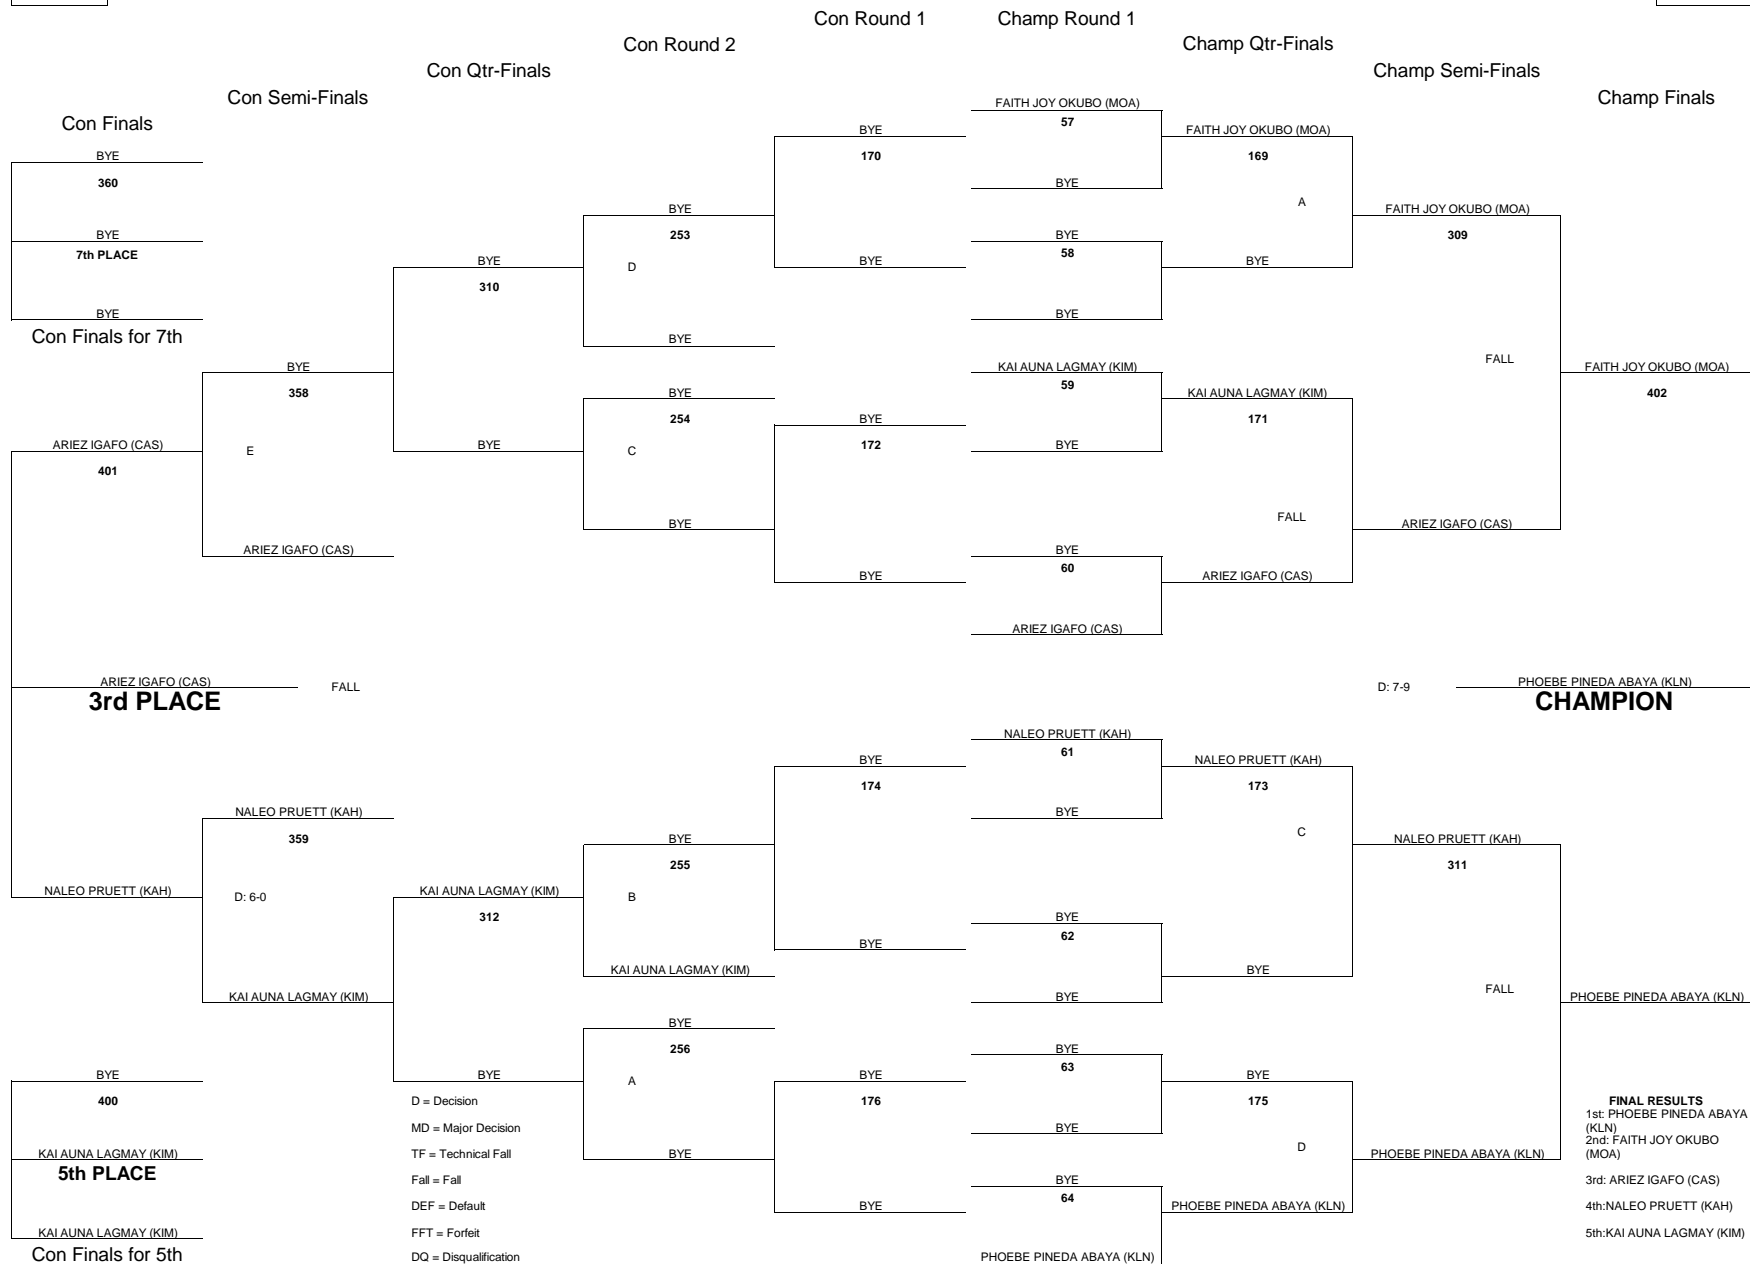 Con Round 1
Champ Round 1
Con Round 2
Champ Qtr-Finals
Con Qtr-Finals
Champ Semi-Finals
Con Semi-Finals
Champ Finals
Con Finals
FAITH JOY OKUBO (MOA)
57
BYE
FAITH JOY OKUBO (MOA)
BYE
170
169
360
BYE
A
BYE
FAITH JOY OKUBO (MOA)
BYE
BYE
253
309
7th PLACE
58
BYE
D
BYE
BYE
310
BYE
BYE
Con Finals for 7th
BYE
FALL
BYE
KAI AUNA LAGMAY (KIM)
FAITH JOY OKUBO (MOA)
358
59
402
BYE
KAI AUNA LAGMAY (KIM)
254
BYE
171
ARIEZ IGAFO (CAS)
E
BYE
C
172
BYE
401
FALL
BYE
ARIEZ IGAFO (CAS)
ARIEZ IGAFO (CAS)
BYE
60
BYE
ARIEZ IGAFO (CAS)
ARIEZ IGAFO (CAS)
ARIEZ IGAFO (CAS)
FALL
D: 7-9
PHOEBE PINEDA ABAYA (KLN)
3rd PLACE
CHAMPION
NALEO PRUETT (KAH)
61
BYE
NALEO PRUETT (KAH)
174
173
NALEO PRUETT (KAH)
BYE
359
C
BYE
NALEO PRUETT (KAH)
255
311
NALEO PRUETT (KAH)
D: 6-0
KAI AUNA LAGMAY (KIM)
B
312
BYE
62
BYE
KAI AUNA LAGMAY (KIM)
BYE
FALL
KAI AUNA LAGMAY (KIM)
BYE
PHOEBE PINEDA ABAYA (KLN)
BYE
256
BYE
63
BYE
BYE
A
BYE
BYE
400
D = Decision
176
175
FINAL RESULTS
1st: PHOEBE PINEDA ABAYA
(KLN)
MD = Major Decision
BYE
2nd: FAITH JOY OKUBO
(MOA)
D
KAI AUNA LAGMAY (KIM)
TF = Technical Fall
BYE
PHOEBE PINEDA ABAYA (KLN)
5th PLACE
Fall = Fall
BYE
3rd: ARIEZ IGAFO (CAS)
64
DEF = Default
BYE
PHOEBE PINEDA ABAYA (KLN)
4th:NALEO PRUETT (KAH)
KAI AUNA LAGMAY (KIM)
FFT = Forfeit
5th:KAI AUNA LAGMAY (KIM)
Con Finals for 5th
DQ = Disqualification
PHOEBE PINEDA ABAYA (KLN)